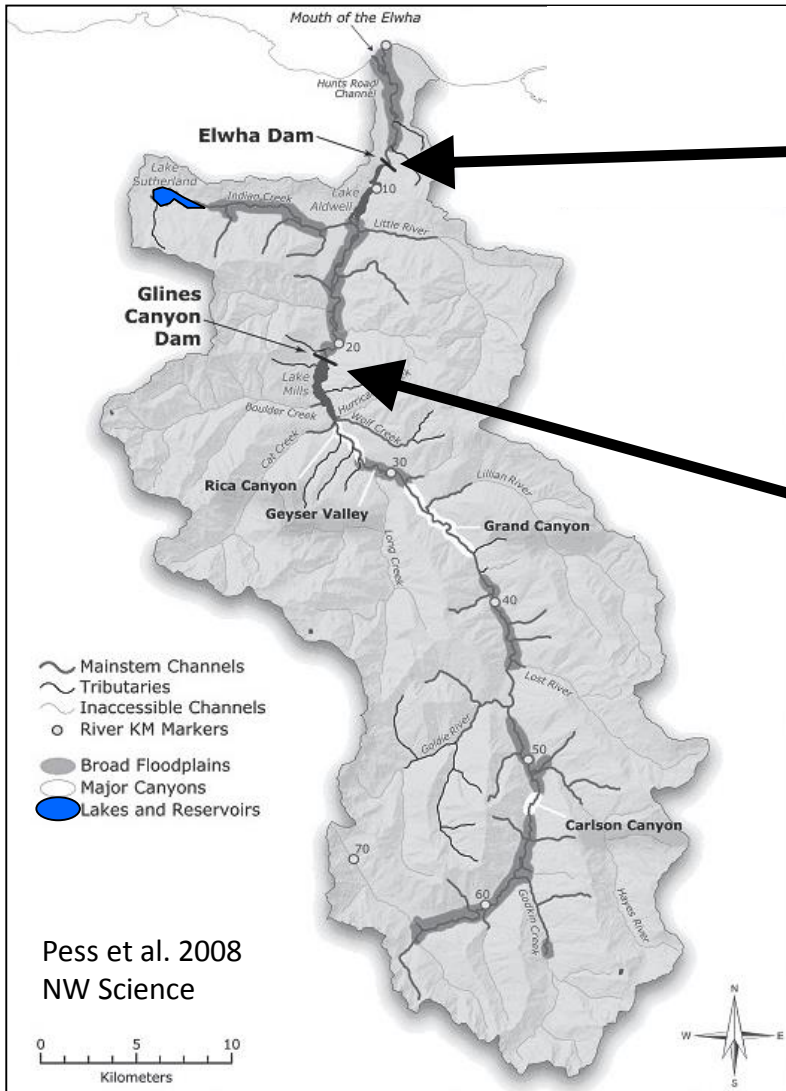 Mouth of the Elwha
Hunts Road
Channel
Elwha Dam
Lake
Sutherland
Indian Creek
Lake
Aldwell
10
Little River
Glines
Canyon
Dam
20
Lake
Mills
Boulder Creek
Cat Creek
Wolf Creek
Rica Canyon
30
Geyser Valley
Lillian River
Grand Canyon
Long Creek
40
Mainstem Channels
Tributaries
Inaccessible Channels
River KM Markers
Broad Floodplains
Major Canyons
Lakes and Reservoirs
Lost River
Goldie River
50
Carlson Canyon
70
60
Godkin Creek
Hayes River
Pess et al. 2008
NW Science
0 5 10
Kilometers
N
W E
S